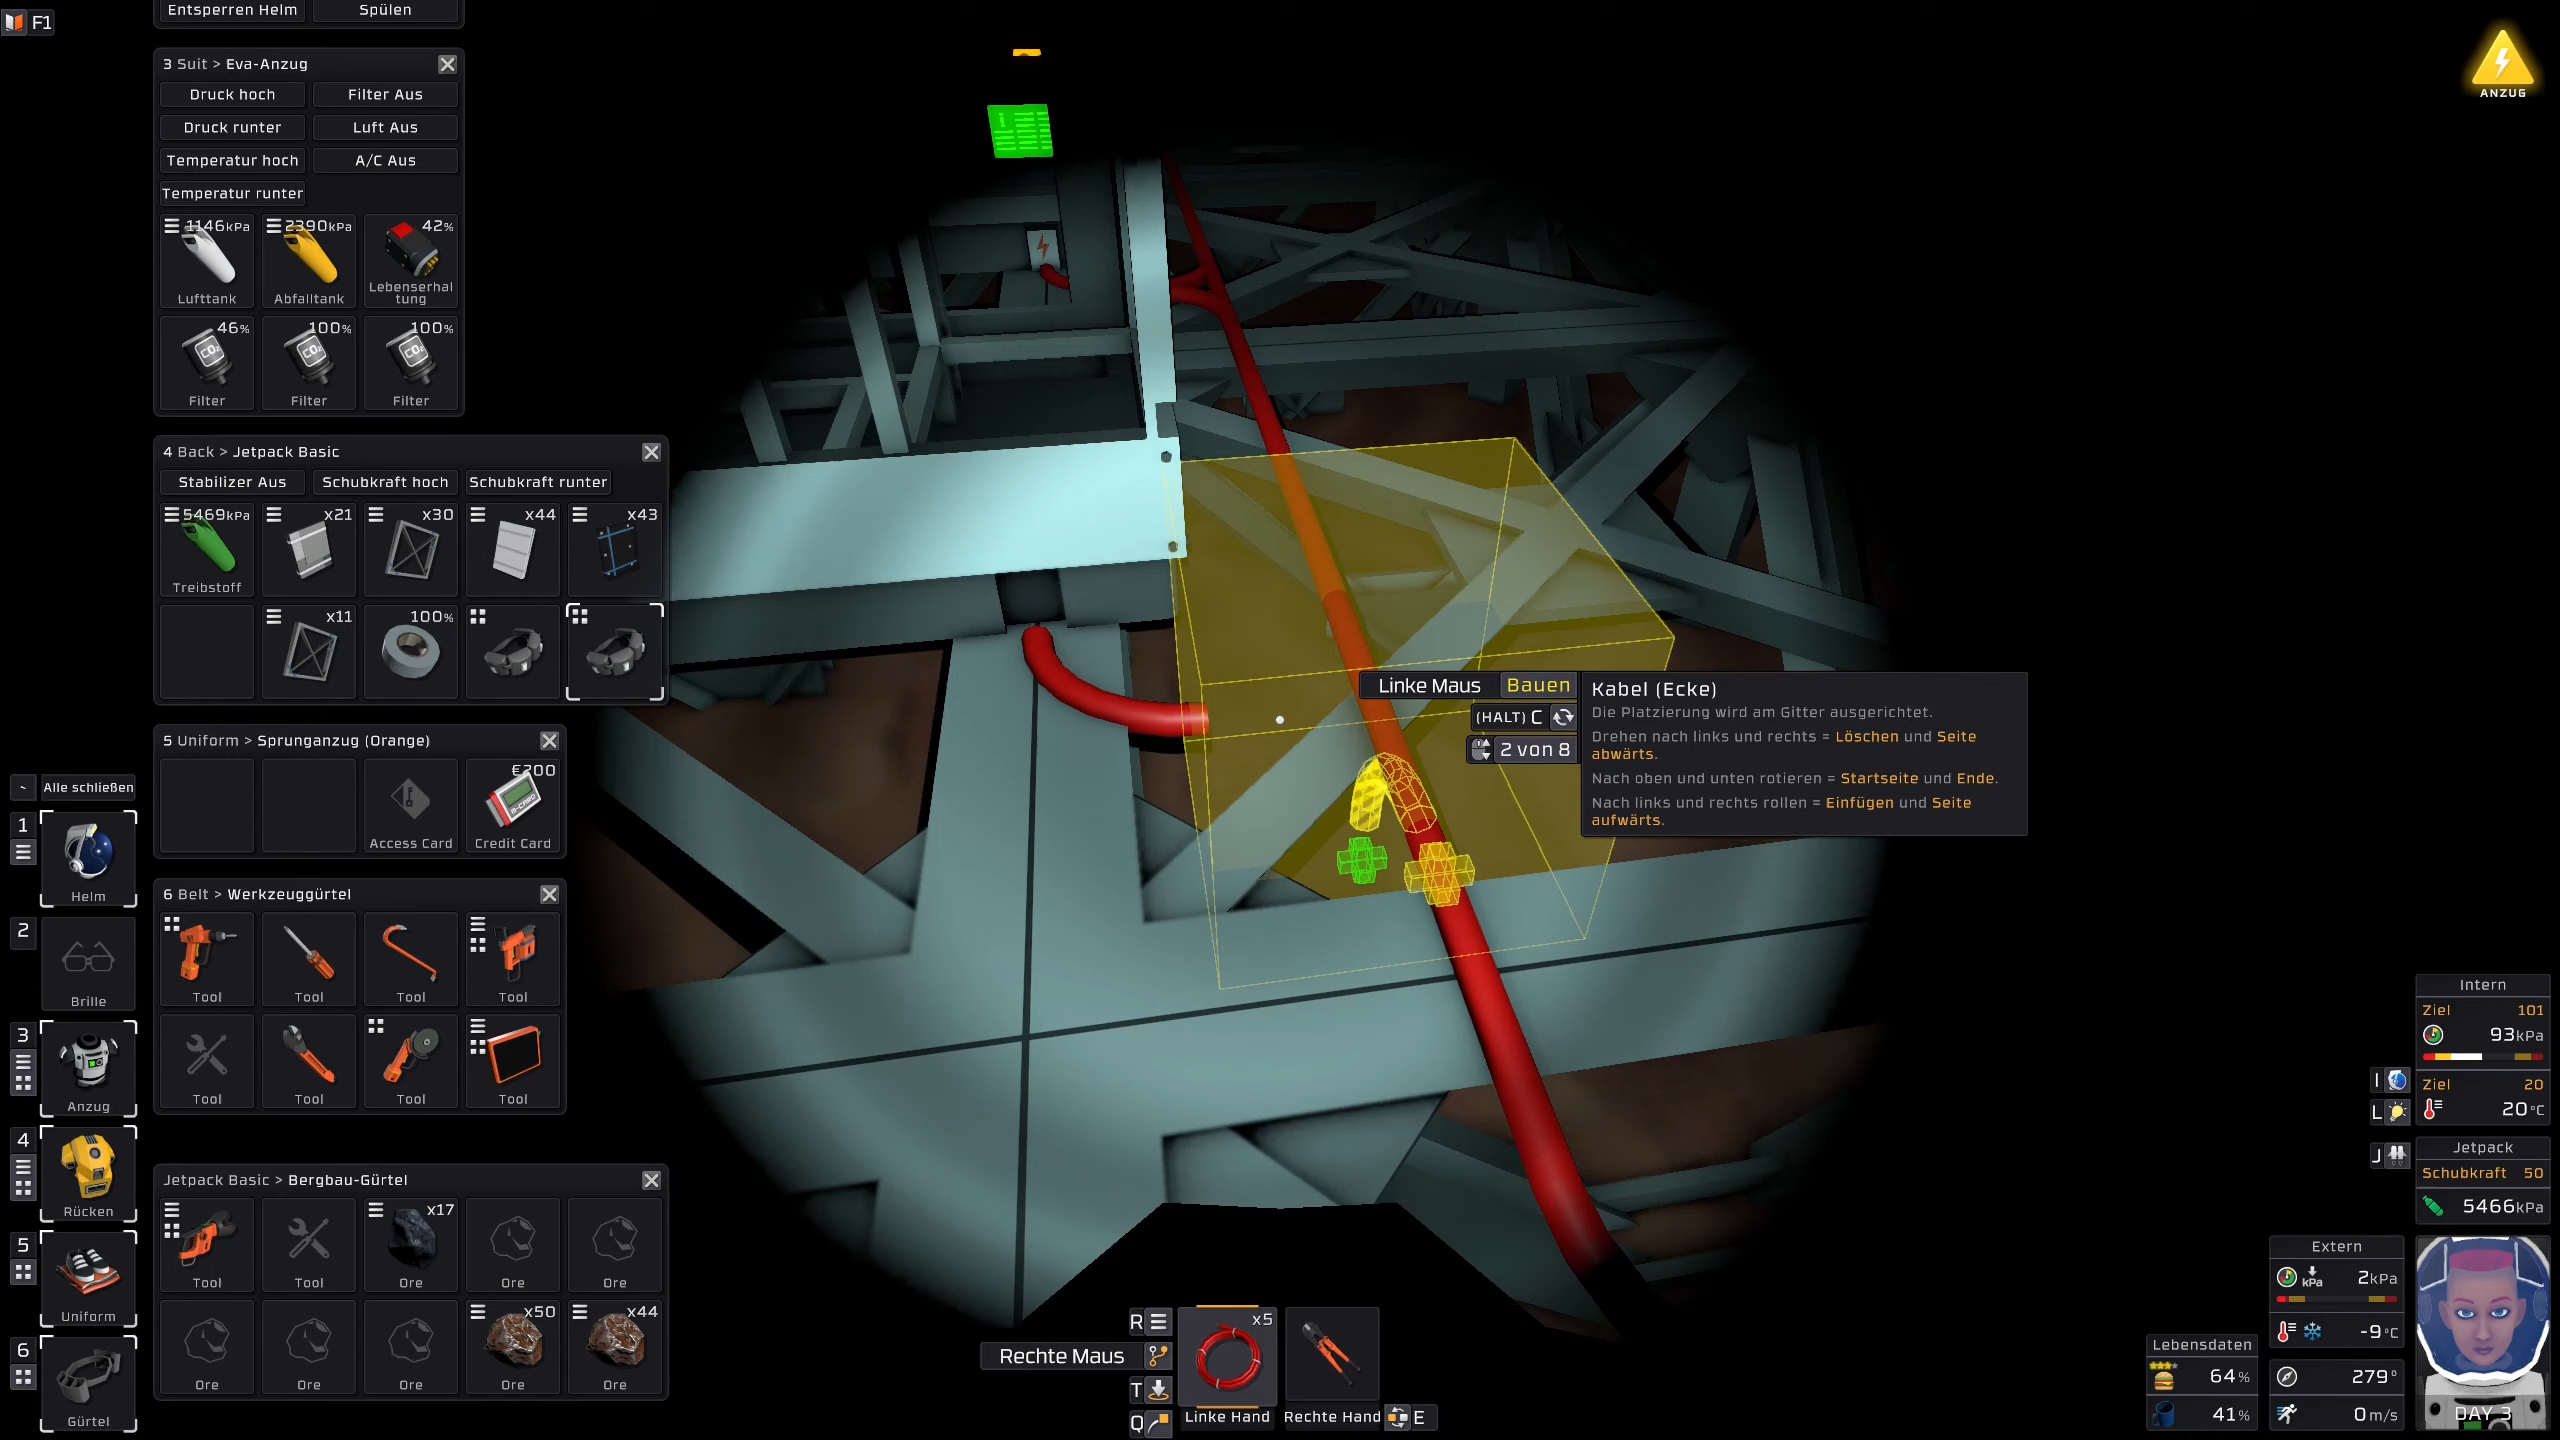 F1
Entsperren Helm
Spülen
3 Suit > Eva-Anzug
Druck hoch
Filter Aus
Druck runter
Luft Aus
Temperatur hoch
A/C Aus
Temperatur runter
1146kPa
2390kPa
42%
Lufttank
Abfalltank
Lebenserhal
tung
46%
100%
100%
CO₂
CO₂
CO₂
Filter
Filter
Filter
4 Back > Jetpack Basic
Stabilizer Aus
Schubkraft hoch
Schubkraft runter
5469kPa
x21
x30
x44
x43
Treibstoff
x11
100%
5 Uniform > Sprunganzug (Orange)
€200
Access Card
Credit Card
6 Belt > Werkzeuggürtel
Tool
Tool
Tool
Tool
Tool
Tool
Tool
Tool
Jetpack Basic > Bergbau-Gürtel
x17
Tool
Tool
Ore
Ore
Ore
x50
x44
Ore
Ore
Ore
Ore
Ore
~
Alle schließen
1
Helm
2
Brille
3
Anzug
4
Rücken
5
Uniform
6
Gürtel
Linke Maus
Bauen
(HALT) C
2 von 8
Kabel (Ecke)
Die Platzierung wird am Gitter ausgerichtet.
Drehen nach links und rechts = Löschen und Seite
abwärts.
Nach oben und unten rotieren = Startseite und Ende.
Nach links und rechts rollen = Einfügen und Seite
aufwärts.
R
x5
Rechte Maus
T
Q
Linke Hand
Rechte Hand
E
ANZUG
Intern
Ziel 101
93kPa
Ziel 20
20°C
I
L
J
Jetpack
Schubkraft 50
5466kPa
Extern
kPa
2kPa
-9°C
279°
0m/s
Lebensdaten
64%
41%
DAY 3